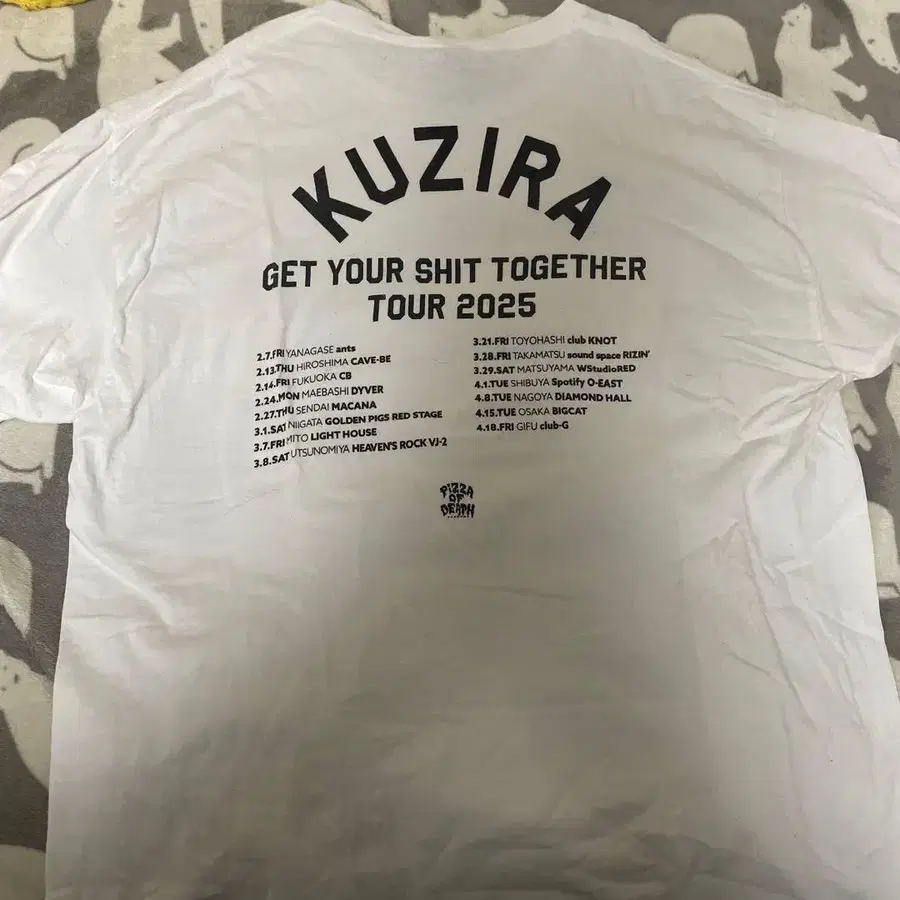 KUZIRA
GET YOUR SHIT TOGETHER
TOUR 2025
2.7.FRI YANAGASE ants
2.13.THU HIROSHIMA CAVE-BE
2.14.FRI FUKUOKA CB
2.24.MON MAEBASHI DYVER
2.27.THU SENDAI MACANA
3.1.SAT NIIGATA GOLDEN PIGS RED STAGE
3.7.FRI MITO LIGHT HOUSE
3.8.SAT UTSUNOMIYA HEAVEN'S ROCK VJ-2
3.21.FRI TOYOHASHI club KNOT
3.28.FRI TAKAMATSU sound space RIZIN'
3.29.SAT MATSUYAMA WStudioRED
4.1.TUE SHIBUYA Spotify O-EAST
4.8.TUE NAGOYA DIAMOND HALL
4.15.TUE OSAKA BIGCAT
4.18.FRI GIFU club-G
PIZZA
OF
DEATH